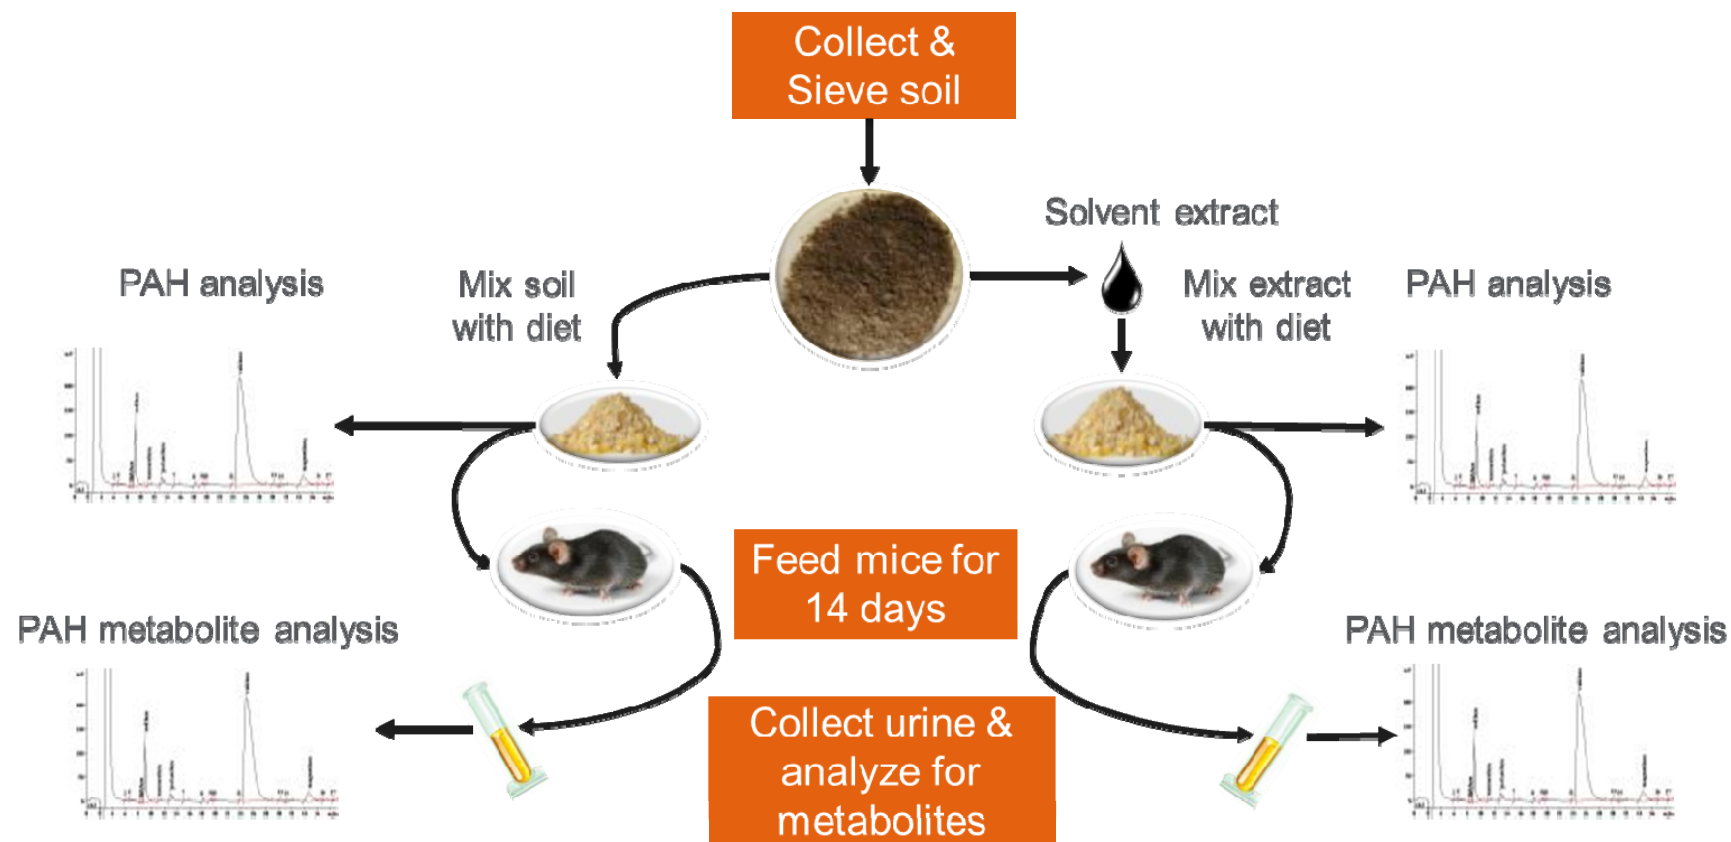 Collect &
Sieve soil
Solvent extract
PAH analysis
Mix soil
with diet
Mix extract
with diet
PAH analysis
Feed mice for
14 days
PAH metabolite analysis
PAH metabolite analysis
Collect urine &
analyze for
metabolites